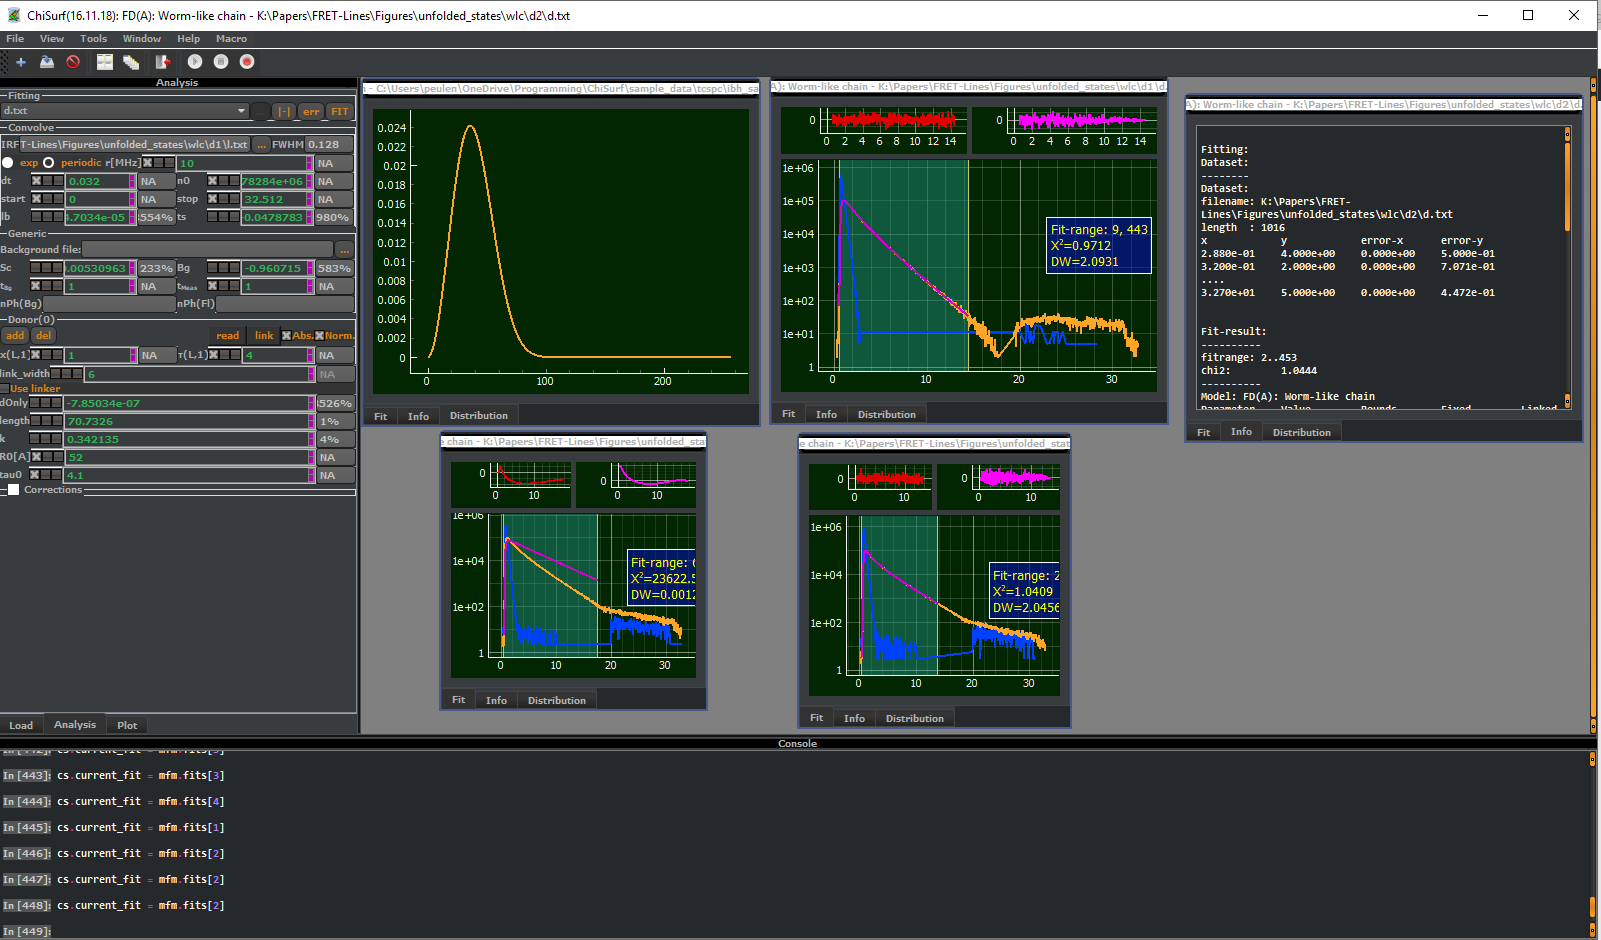 ChiSurf(16.11.18): FD(A): Worm-like chain - K:\Papers\FRET-Lines\Figures\unfolded_states\wlc\d2\d.txt
File View Tools Window Help Macro
Analysis
Fitting
d.txt ... |-| err FIT
Convolve
IRF T-Lines\Figures\unfolded_states\wlc\d1\l.txt ... FWHM 0.128
exp periodic r[MHz] 10 NA
dt 0.032 NA n0 78284e+06 NA
start 0 NA stop 32.512 NA
lb 4.7034e-05 554% ts -0.0478783 980%
Generic
Background file: ...
Sc 0.00530963 233% Bg -0.960715 583%
tBg 1 NA tMeas 1 NA
nPh(Bg) nPh(Fl)
Donor(0)
add del read link Abs. Norm.
x(L,1) 1 NA τ(L,1) 4 NA
link_width 6 NA
Use linker
dOnly -7.85034e-07 3526%
length 70.7326 1%
k 0.342135 4%
R0[A] 52 NA
tau0 4.1 NA
Corrections
Load Analysis Plot
- C:\Users\peulen\OneDrive\Programming\ChiSurf\sample_data\tcspc\ibh_sa
0.024
0.022
0.02
0.018
0.016
0.014
0.012
0.01
0.008
0.006
0.004
0.002
0
0 100 200
Fit Info Distribution
A): Worm-like chain - K:\Papers\FRET-Lines\Figures\unfolded_states\wlc\d1\d.
0 0
0 2 4 6 8 10 12 14 0 2 4 6 8 10 12 14
1e+06
1e+05
1e+04
1e+03
1e+02
1e+01
1
Fit-range: 9, 443
X²=0.9712
DW=2.0931
0 10 20 30
Fit Info Distribution
A): Worm-like chain - K:\Papers\FRET-Lines\Figures\unfolded_states\wlc\d2\d.
Fitting:
Dataset:
--------
Dataset:
filename: K:\Papers\FRET-
Lines\Figures\unfolded_states\wlc\d2\d.txt
length : 1016
x y error-x error-y
2.880e-01 4.000e+00 0.000e+00 5.000e-01
3.200e-01 2.000e+00 0.000e+00 7.071e-01
....
3.270e+01 5.000e+00 0.000e+00 4.472e-01
Fit-result:
----------
fitrange: 2..453
chi2: 1.0444
----------
Model: FD(A): Worm-like chain
Parameter Value Bounds Fixed Linked
Fit Info Distribution
e chain - K:\Papers\FRET-Lines\Figures\unfolded_sta
0 0
0 10 0 10
1e+06
1e+04
1e+02
1
Fit-range: 6
X²=23622.5
DW=0.0012
0 10 20 30
Fit Info Distribution
e chain - K:\Papers\FRET-Lines\Figures\unfolded_stat
0 0
0 10 0 10
1e+06
1e+04
1e+02
1
Fit-range: 2
X²=1.0409
DW=2.0456
0 10 20 30
Fit Info Distribution
Console
In [442]: cs.current_fit = mfm.fits[3]
In [443]: cs.current_fit = mfm.fits[3]
In [444]: cs.current_fit = mfm.fits[4]
In [445]: cs.current_fit = mfm.fits[1]
In [446]: cs.current_fit = mfm.fits[2]
In [447]: cs.current_fit = mfm.fits[2]
In [448]: cs.current_fit = mfm.fits[2]
In [449]: